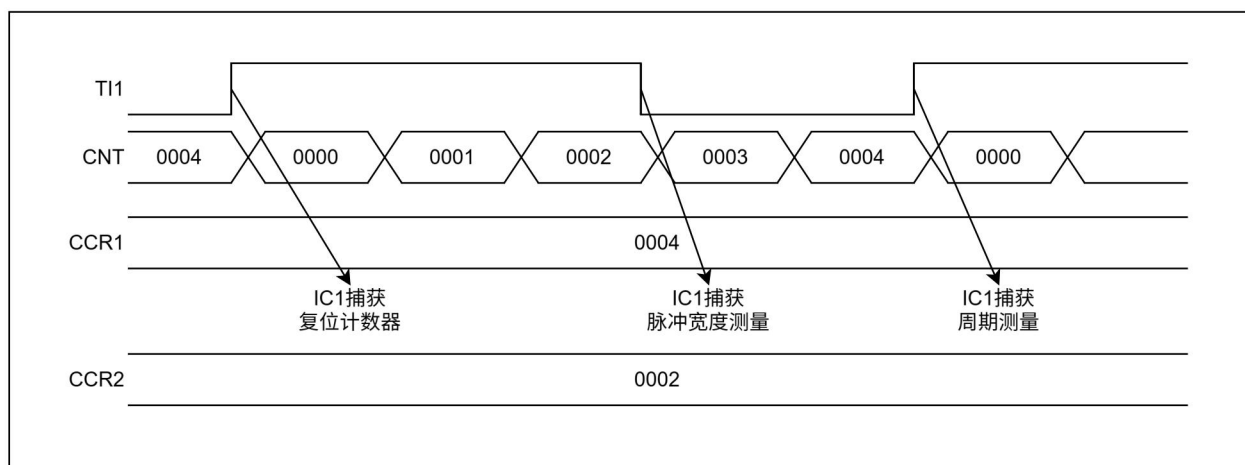 TI1
CNT 0004 0000 0001 0002 0003 0004 0000
CCR1 0004
IC1捕获 IC1捕获 IC1捕获
复位计数器 脉冲宽度测量 周期测量
CCR2 0002